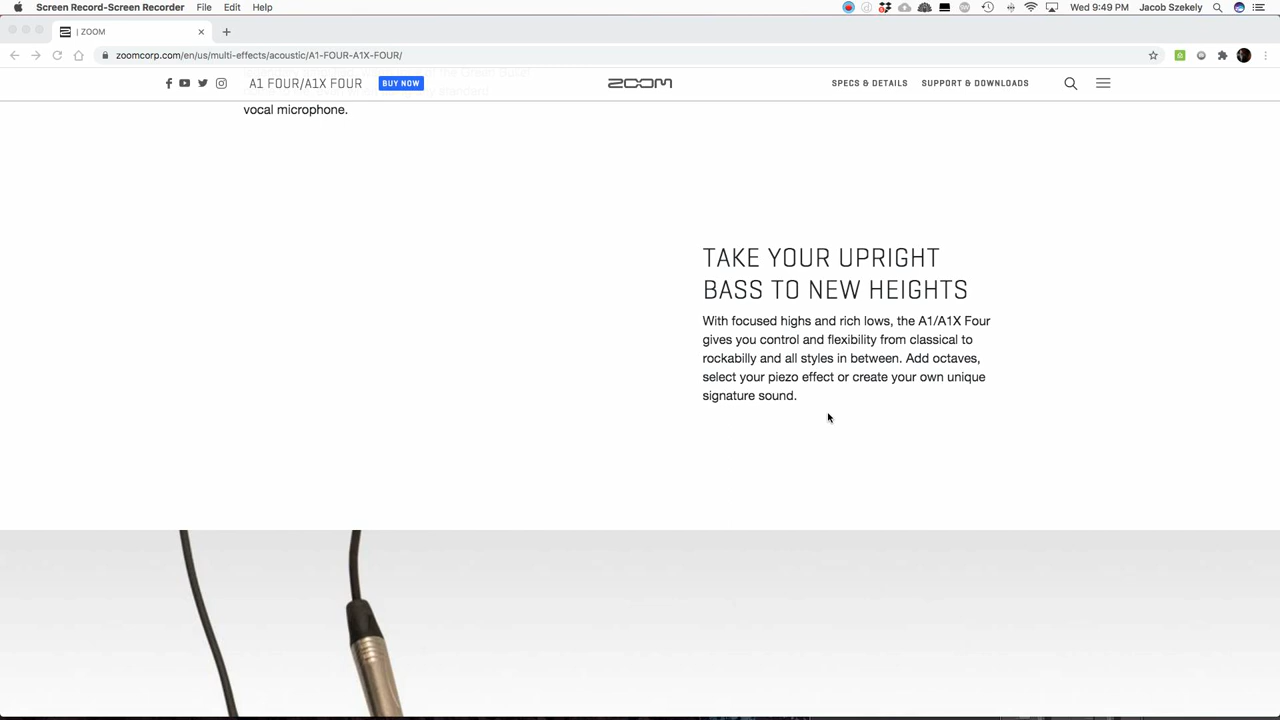 Screen Record-Screen Recorder File Edit Window Help
Wed 9:49 PM Jacob Szekely
| ZOOM
zoomcorp.com/en/us/multi-effects/acoustic/A1-FOUR-A1X-FOUR/
A1 FOUR/A1X FOUR BUY NOW ZOOM SPECS & DETAILS SUPPORT & DOWNLOADS
vocal microphone.
TAKE YOUR UPRIGHT
BASS TO NEW HEIGHTS
With focused highs and rich lows, the A1/A1X Four
gives you control and flexibility from classical to
rockabilly and all styles in between. Add octaves,
select your piezo effect or create your own unique
signature sound.